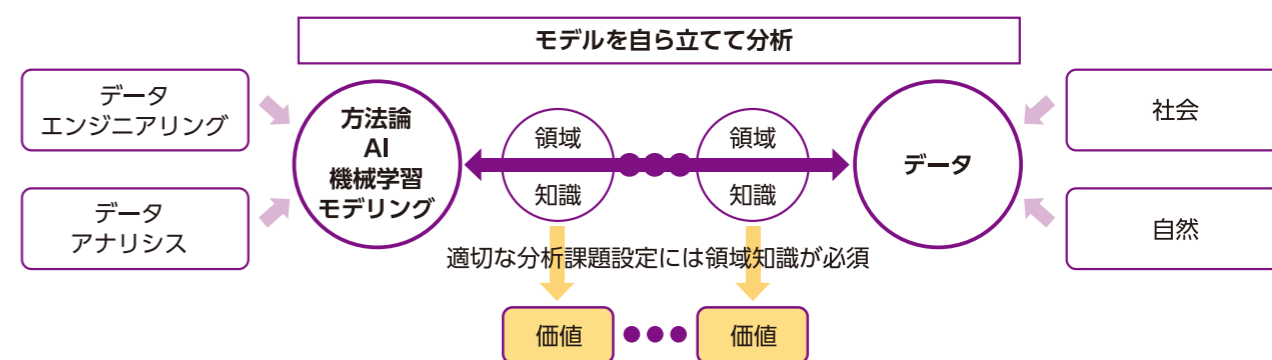 モデルを自ら立てて分析
データ
エンジニアリング
データ
アナリシス
方法論
AI
機械学習
モデリング
領域
知識
領域
知識
データ
社会
自然
適切な分析課題設定には領域知識が必須
価値
価値